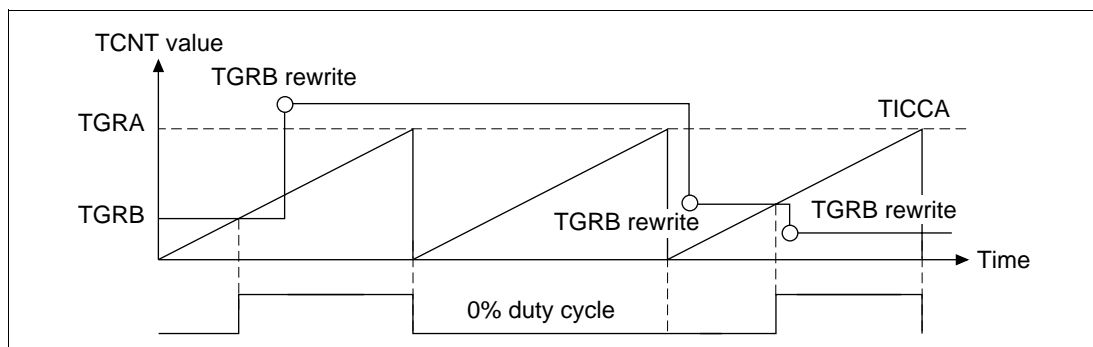 TCNT value
TGRB rewrite
TGRA
TICCA
TGRB
TGRB rewrite
TGRB rewrite
Time
0% duty cycle